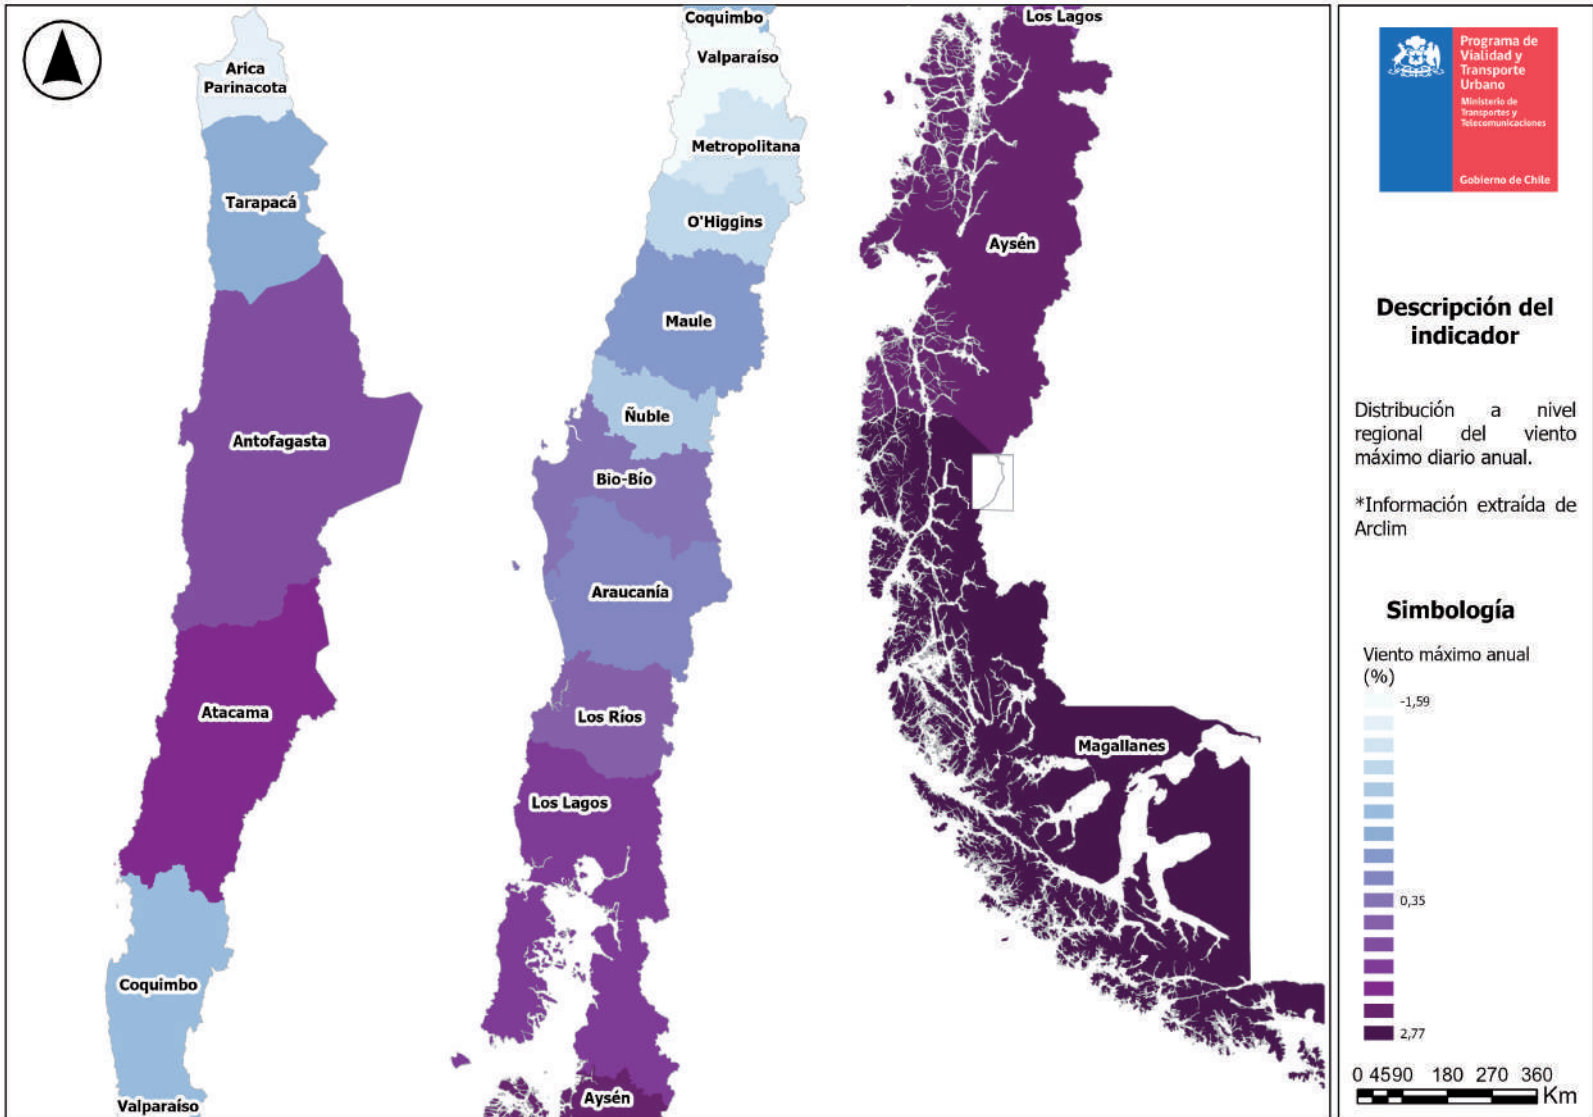 Arica
Parinacota
Tarapacá
Antofagasta
Atacama
Coquimbo
Valparaíso
Coquimbo
Valparaíso
Metropolitana
O'Higgins
Maule
Ñuble
Bio-Bío
Araucanía
Los Ríos
Los Lagos
Aysén
Los Lagos
Aysén
Magallanes
Programa de
Vialidad y
Transporte
Urbano
Ministerio de
Transportes y
Telecomunicaciones
Gobierno de Chile
Descripción del
indicador
Distribución a nivel
regional del viento
máximo diario anual.
*Información extraída de
Arclim
Simbología
Viento máximo anual
(%)
-1,59
0,35
2,77
0 4590 180 270 360
Km